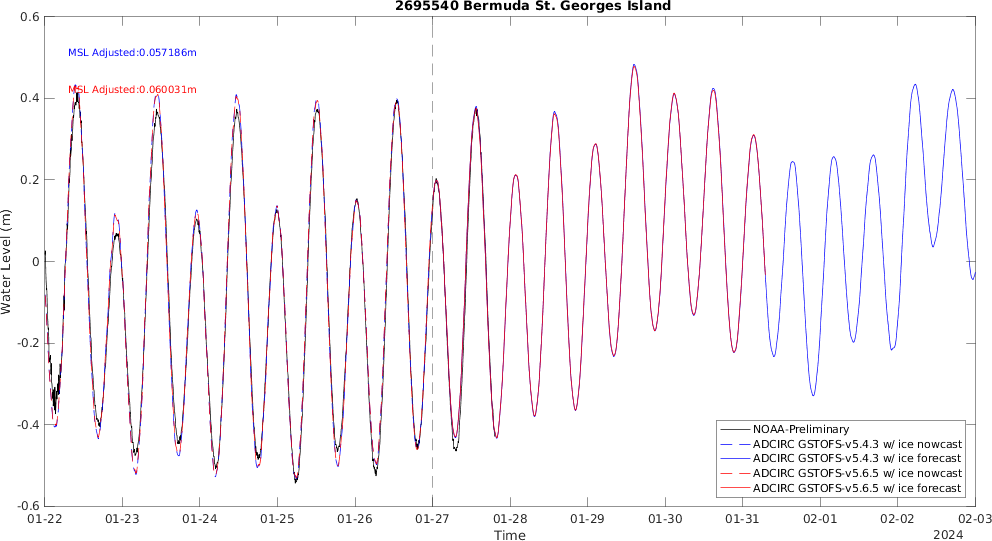 2695540 Bermuda St. Georges Island
0.6
MSL Adjusted:0.057186m
MSL Adjusted:0.060031m
0.4
0.2
0
-0.2
-0.4
-0.6
Water Level (m)
NOAA-Preliminary
ADCIRC GSTOFS-v5.4.3 w/ ice nowcast
ADCIRC GSTOFS-v5.4.3 w/ ice forecast
ADCIRC GSTOFS-v5.6.5 w/ ice nowcast
ADCIRC GSTOFS-v5.6.5 w/ ice forecast
01-22 01-23 01-24 01-25 01-26 01-27 01-28 01-29 01-30 01-31 02-01 02-02 02-03
Time
2024